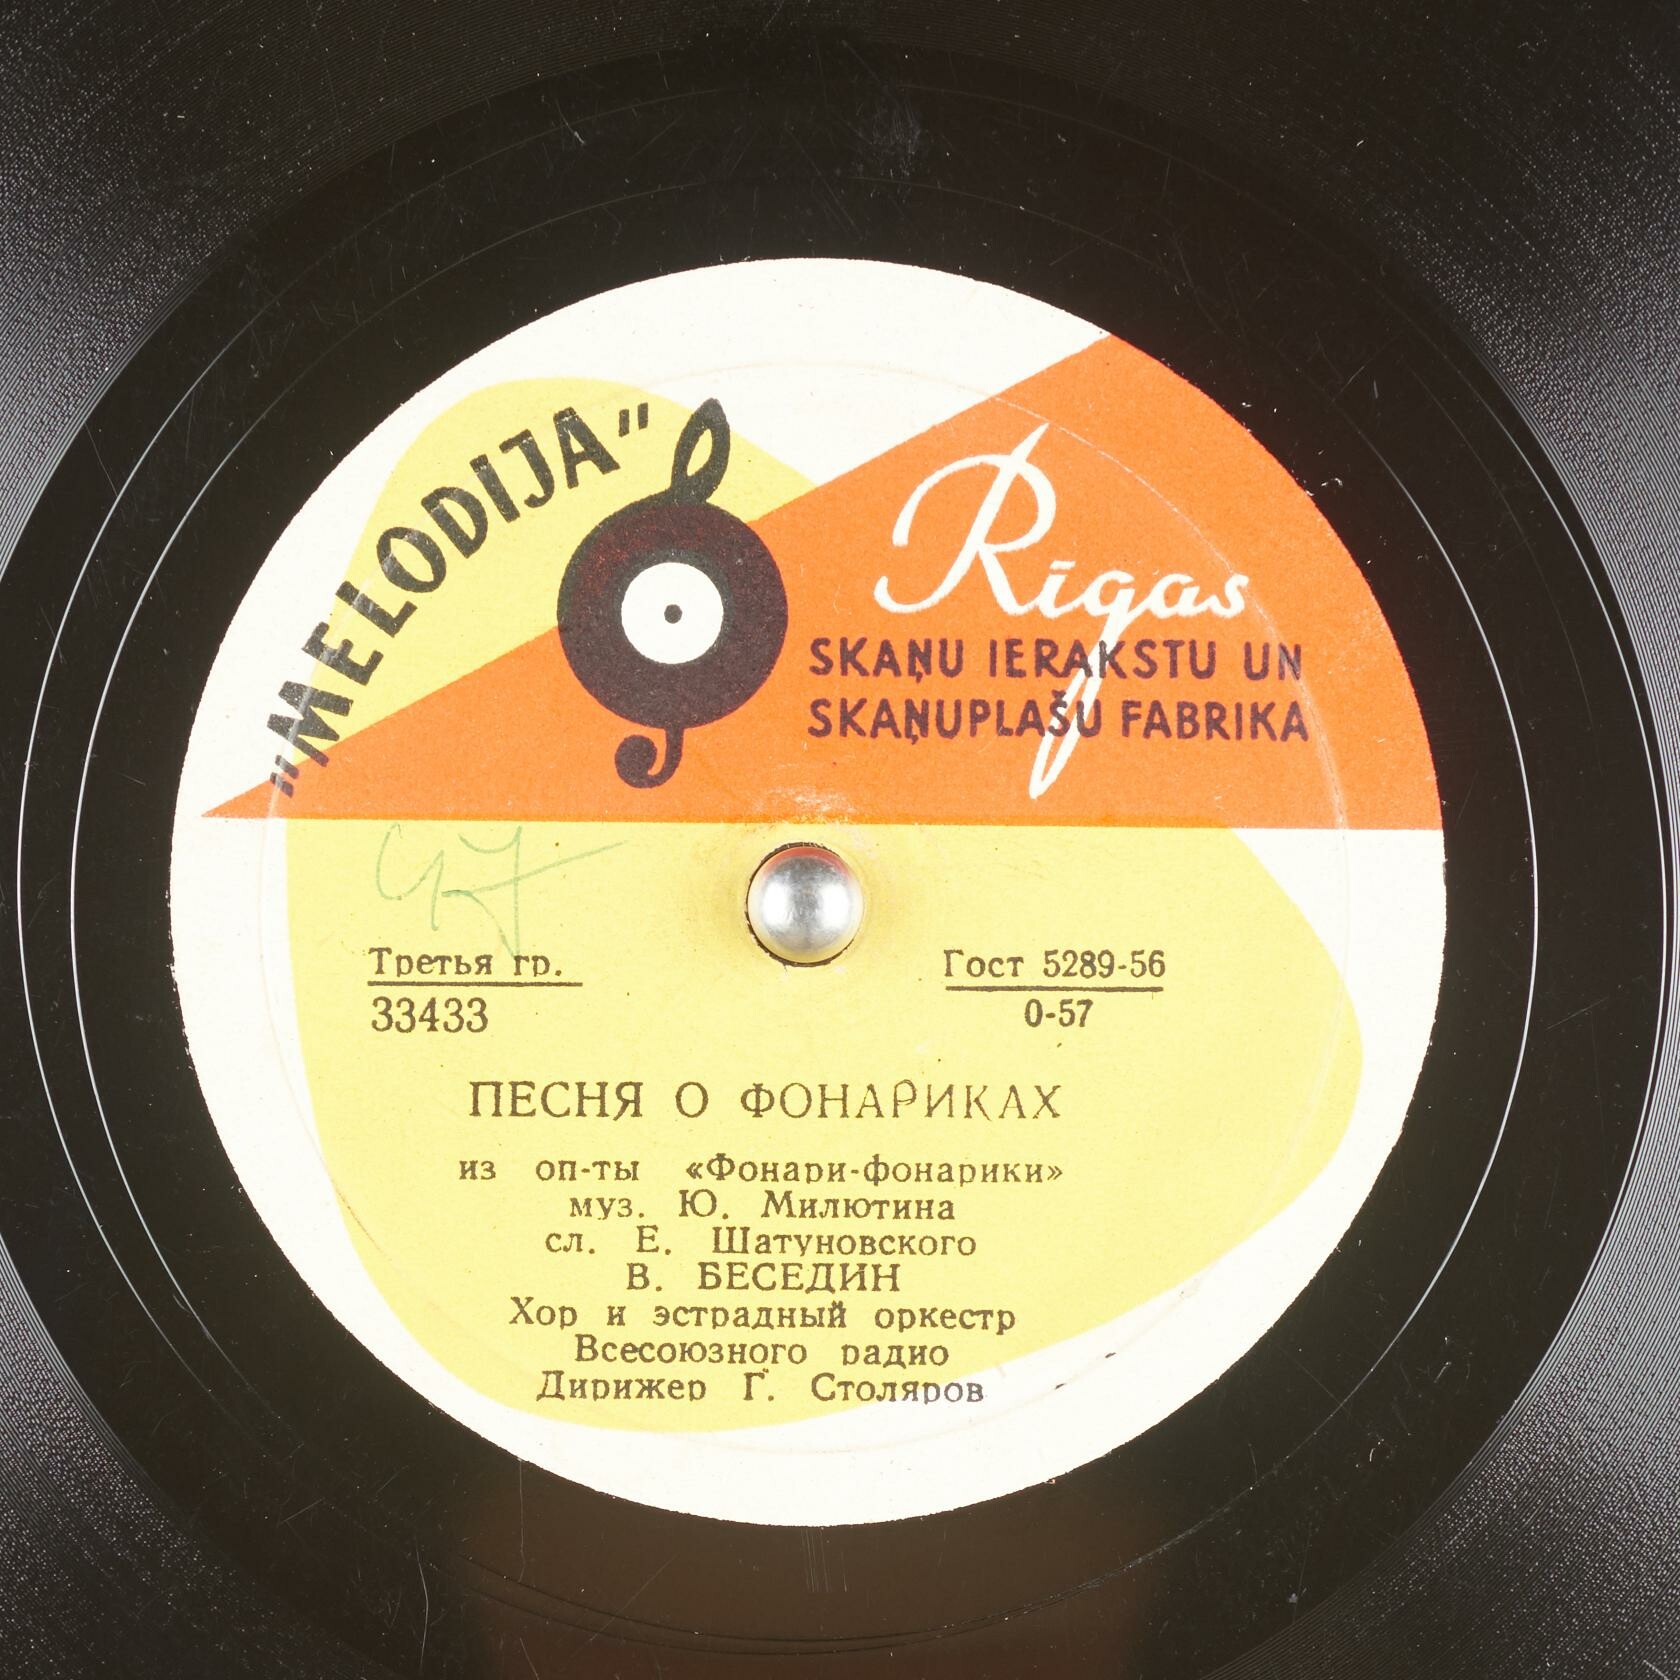 „MELODIJA”
Rīgas
SKAŅU IERAKSTU UN
SKAŅUPLAŠU FABRIKA
Третья гр.
33433
Гост 5289-56
0-57
ПЕСНЯ О ФОНАРИКАХ
из оп-ты «Фонари-фонарики»
муз. Ю. Милютина
сл. Е. Шатуновского
В. БЕСЕДИН
Хор и эстрадный оркестр
Всесоюзного радио
Дирижер Г. Столяров